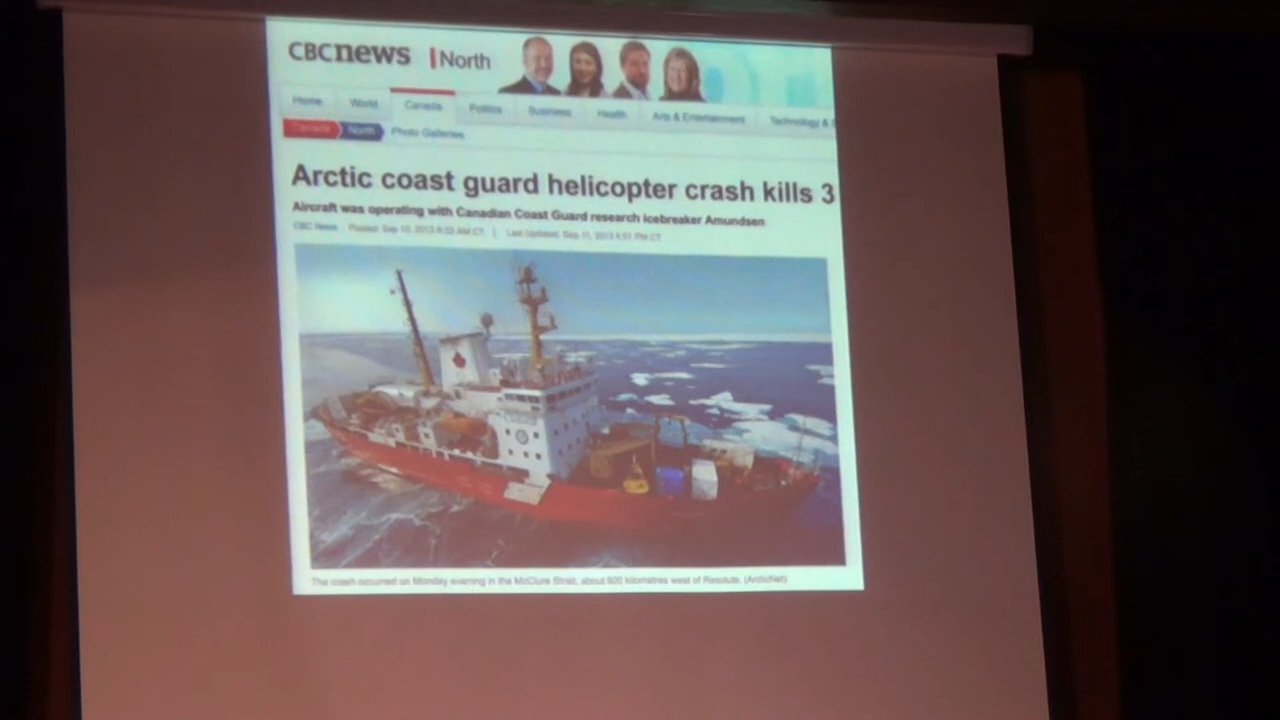 CBCnews | North
Home World Canada Politics Business Health Arts & Entertainment Technology &
Canada North Photo Galleries
Arctic coast guard helicopter crash kills 3
Aircraft was operating with Canadian Coast Guard research icebreaker Amundsen
CBC News Posted: Sep 10, 2013 | Last Updated: Sep 11, 2013
The crash occurred on Monday evening in the McClure Strait, about 600 kilometres west of Resolute. (ArcticNet)